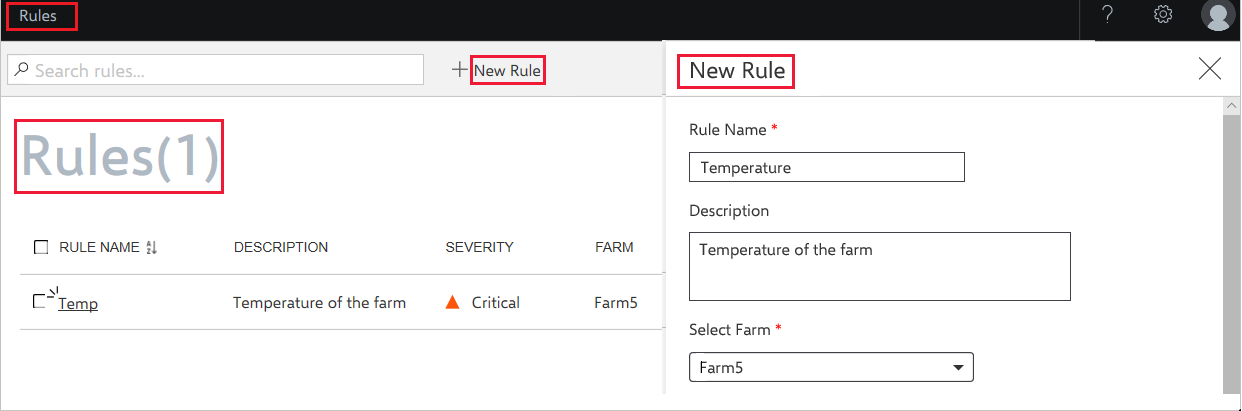 Rules
?
Search rules...
+ New Rule
Rules(1)
RULE NAME DESCRIPTION SEVERITY FARM
Temp Temperature of the farm Critical Farm5
New Rule
Rule Name *
Temperature
Description
Temperature of the farm
Select Farm *
Farm5